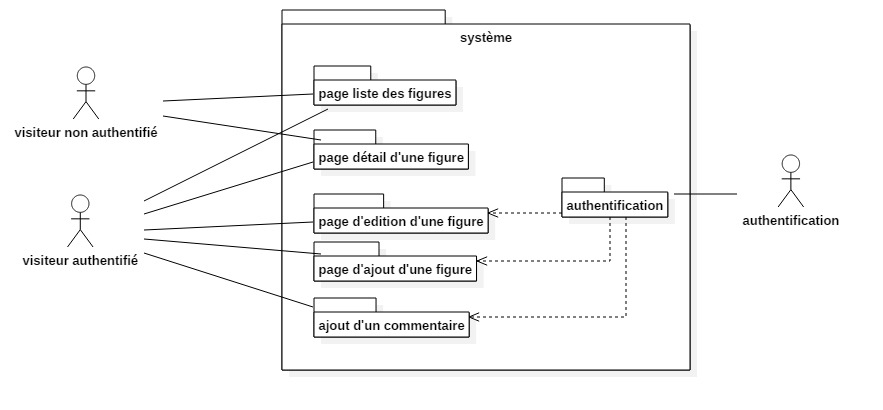 système
page liste des figures
visiteur non authentifié
page détail d'une figure
authentification
page d'edition d'une figure
authentification
visiteur authentifié
page d'ajout d'une figure
ajout d'un commentaire